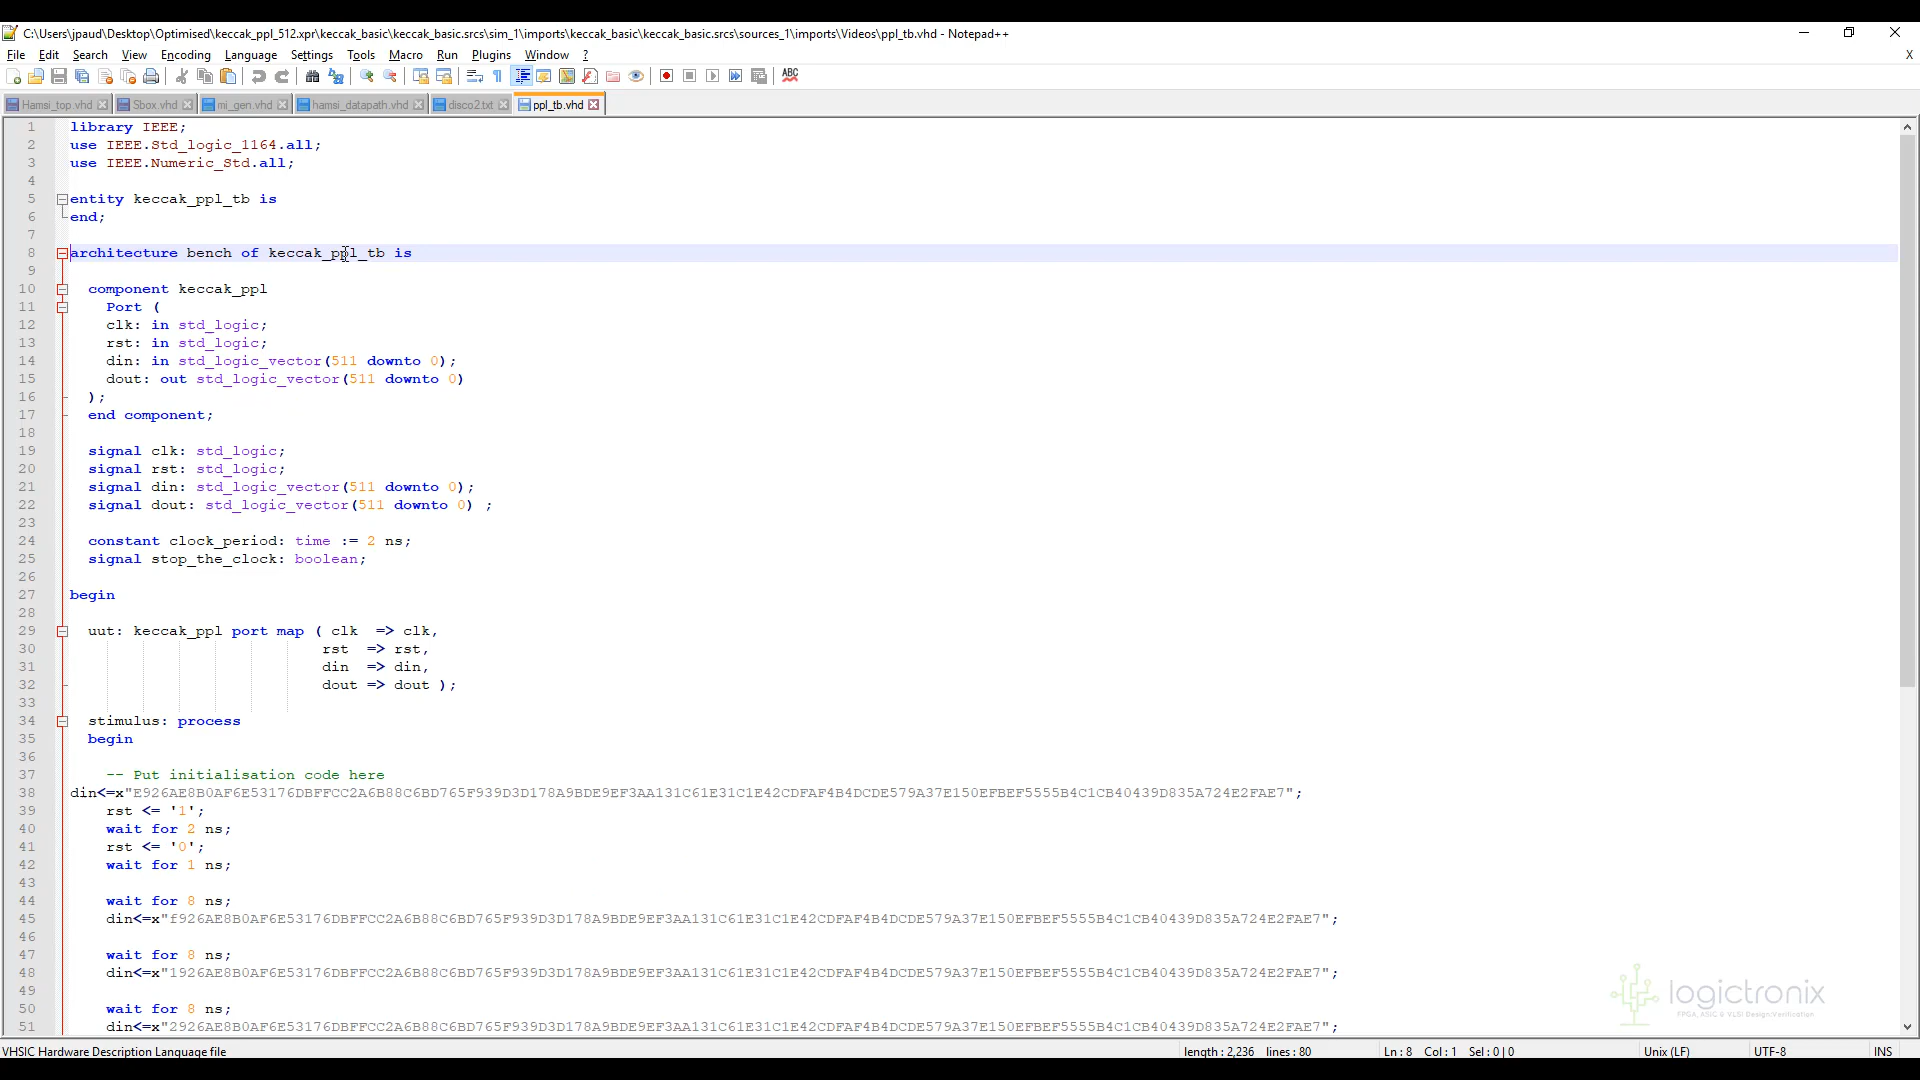 C:\Users\jpaud\Desktop\Optimised\keccak_ppl_512.xpr\keccak_basic\keccak_basic.srcs\sim_1\imports\keccak_basic\keccak_basic.srcs\sources_1\imports\Videos\ppl_tb.vhd - Notepad++
File Edit Search View Encoding Language Settings Tools Macro Run Plugins Window ? X
Hamsi_top.vhd Sbox.vhd mi_gen.vhd hamsi_datapath.vhd disco2.txt ppl_tb.vhd
1 library IEEE;
2 use IEEE.Std_logic_1164.all;
3 use IEEE.Numeric_Std.all;
4
5 entity keccak_ppl_tb is
6 end;
7
8 architecture bench of keccak_ppl_tb is
9
10 component keccak_ppl
11 Port (
12 clk: in std_logic;
13 rst: in std_logic;
14 din: in std_logic_vector(511 downto 0);
15 dout: out std_logic_vector(511 downto 0)
16 );
17 end component;
18
19 signal clk: std_logic;
20 signal rst: std_logic;
21 signal din: std_logic_vector(511 downto 0);
22 signal dout: std_logic_vector(511 downto 0) ;
23
24 constant clock_period: time := 2 ns;
25 signal stop_the_clock: boolean;
26
27 begin
28
29 uut: keccak_ppl port map ( clk => clk,
30 rst => rst,
31 din => din,
32 dout => dout );
33
34 stimulus: process
35 begin
36
37 -- Put initialisation code here
38 din<=x"E926AE8B0AF6E53176DBFFCC2A6B88C6BD765F939D3D178A9BDE9EF3AA131C61E31C1E42CDFAF4B4DCDE579A37E150EFBEF5555B4C1CB40439D835A724E2FAE7";
39 rst <= '1';
40 wait for 2 ns;
41 rst <= '0';
42 wait for 1 ns;
43
44 wait for 8 ns;
45 din<=x"f926AE8B0AF6E53176DBFFCC2A6B88C6BD765F939D3D178A9BDE9EF3AA131C61E31C1E42CDFAF4B4DCDE579A37E150EFBEF5555B4C1CB40439D835A724E2FAE7";
46
47 wait for 8 ns;
48 din<=x"1926AE8B0AF6E53176DBFFCC2A6B88C6BD765F939D3D178A9BDE9EF3AA131C61E31C1E42CDFAF4B4DCDE579A37E150EFBEF5555B4C1CB40439D835A724E2FAE7";
49
50 wait for 8 ns;
51 din<=x"2926AE8B0AF6E53176DBFFCC2A6B88C6BD765F939D3D178A9BDE9EF3AA131C61E31C1E42CDFAF4B4DCDE579A37E150EFBEF5555B4C1CB40439D835A724E2FAE7";
logictronix
FPGA, ASIC & VLSI Design/Verification
VHSIC Hardware Description Language file length : 2,236 lines : 80 Ln : 8 Col : 1 Sel : 0 | 0 Unix (LF) UTF-8 INS